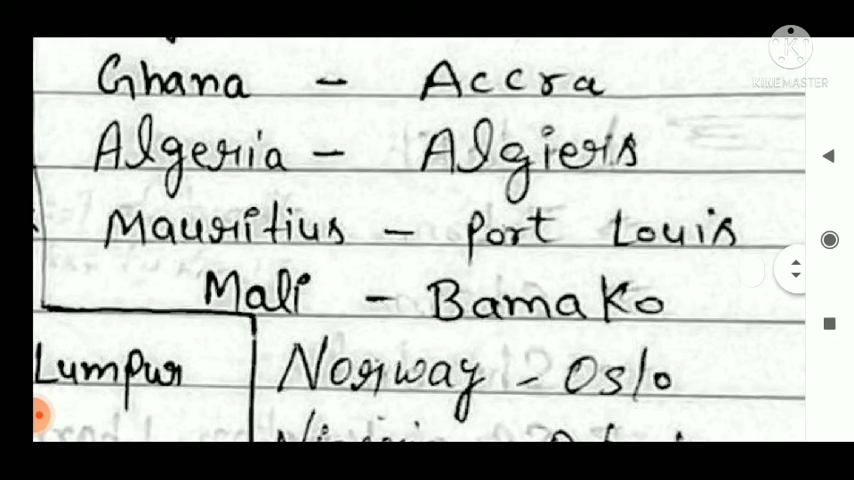 KINEMASTER
Ghana - Accra
Algeria - Algiers
Mauritius - Port Louis
Mali - Bamako
Lumpur
Norway - Oslo